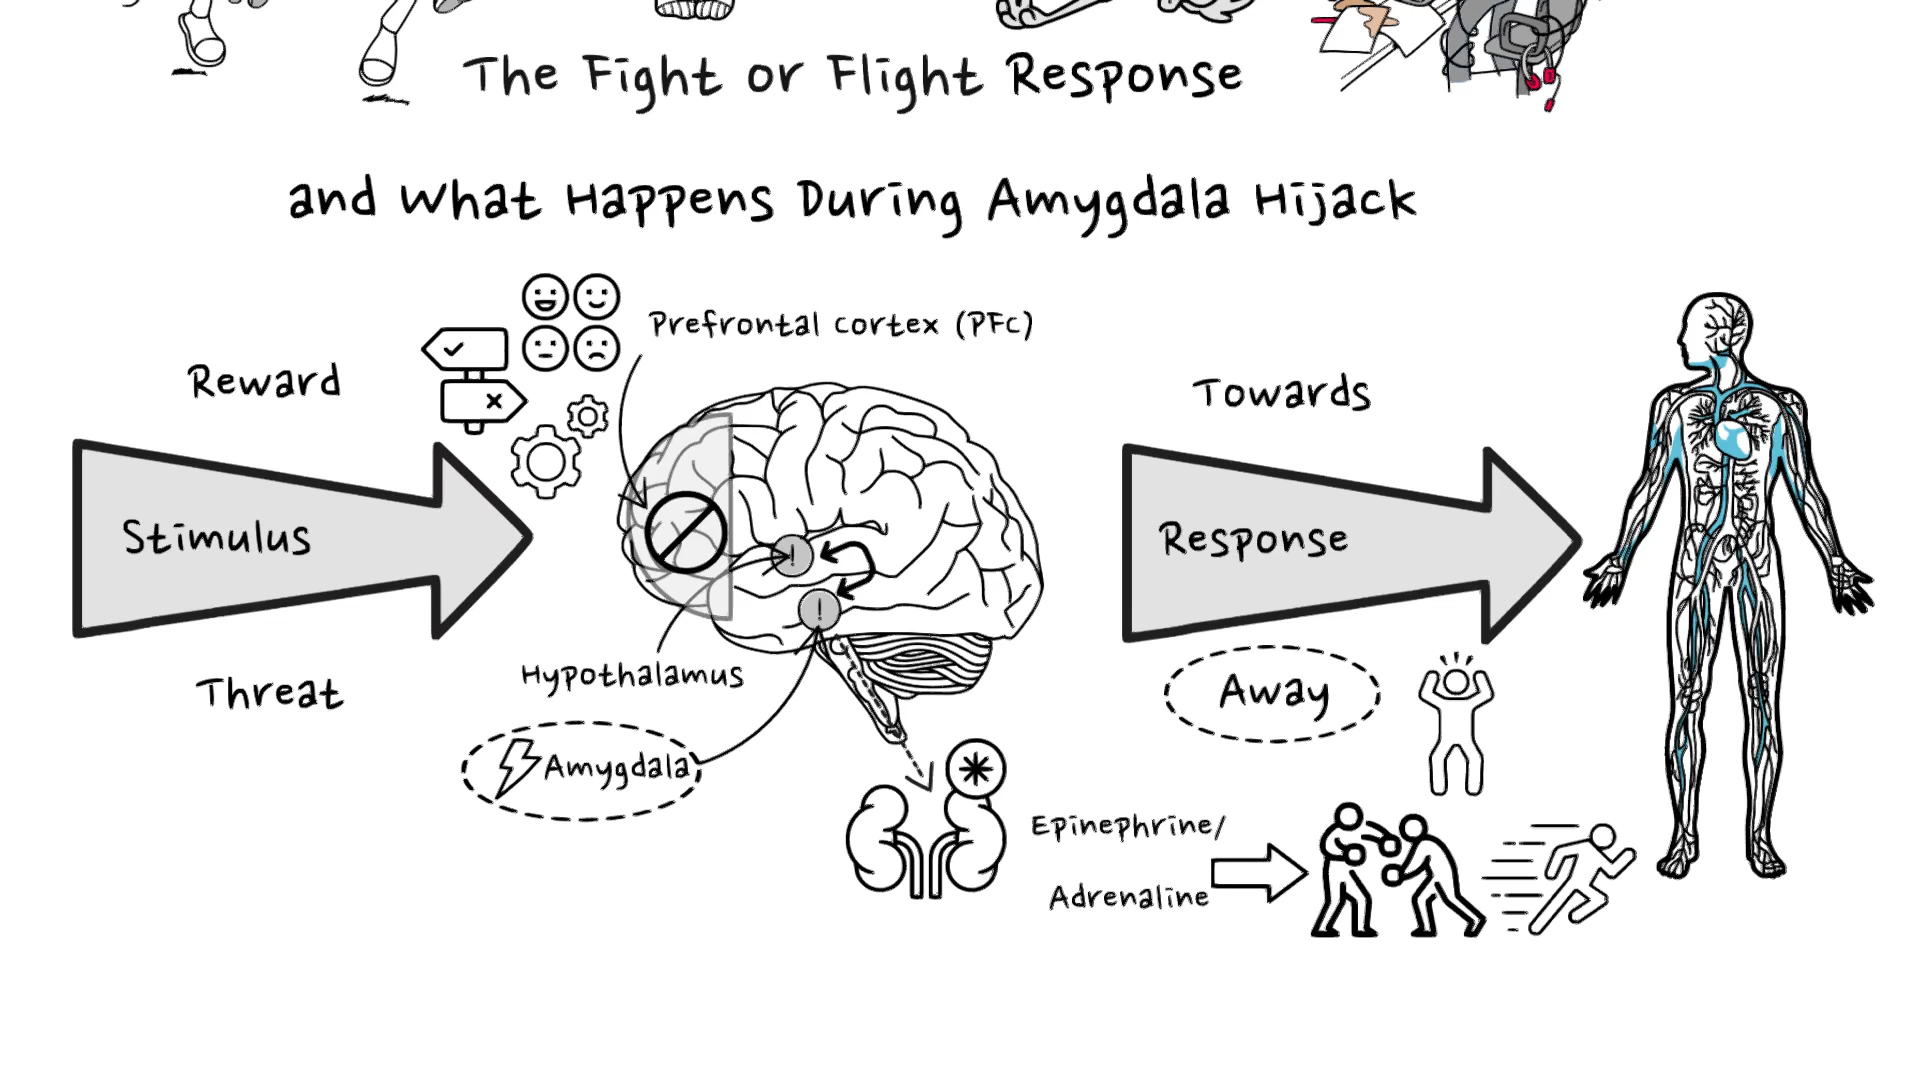 The Fight or Flight Response
and What Happens During Amygdala Hijack
Prefrontal cortex (PFC)
Reward
Towards
Stimulus
Response
Threat
Hypothalamus
Away
Amygdala
Epinephrine/
Adrenaline